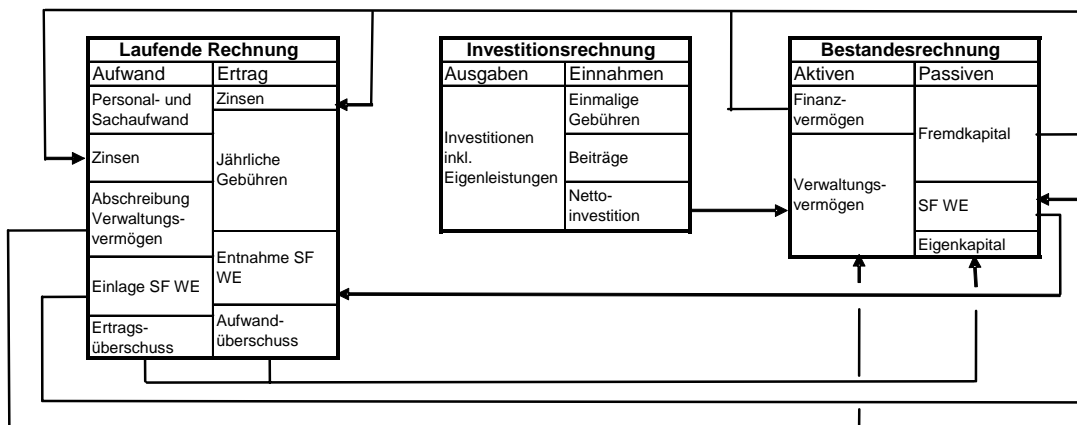 Laufende Rechnung
Aufwand
Ertrag
Personal- und
Sachaufwand
Zinsen
Abschreibung
Verwaltungs-
vermögen
Einlage SF WE
Ertrags-
überschuss
Zinsen
Jährliche
Gebühren
Entnahme SF
WE
Aufwand-
überschuss
Investitionsrechnung
Ausgaben
Einnahmen
Investitionen
inkl.
Eigenleistungen
Einmalige
Gebühren
Beiträge
Netto-
investition
Bestandesrechnung
Aktiven
Passiven
Finanz-
vermögen
Verwaltungs-
vermögen
Fremdkapital
SF WE
Eigenkapital